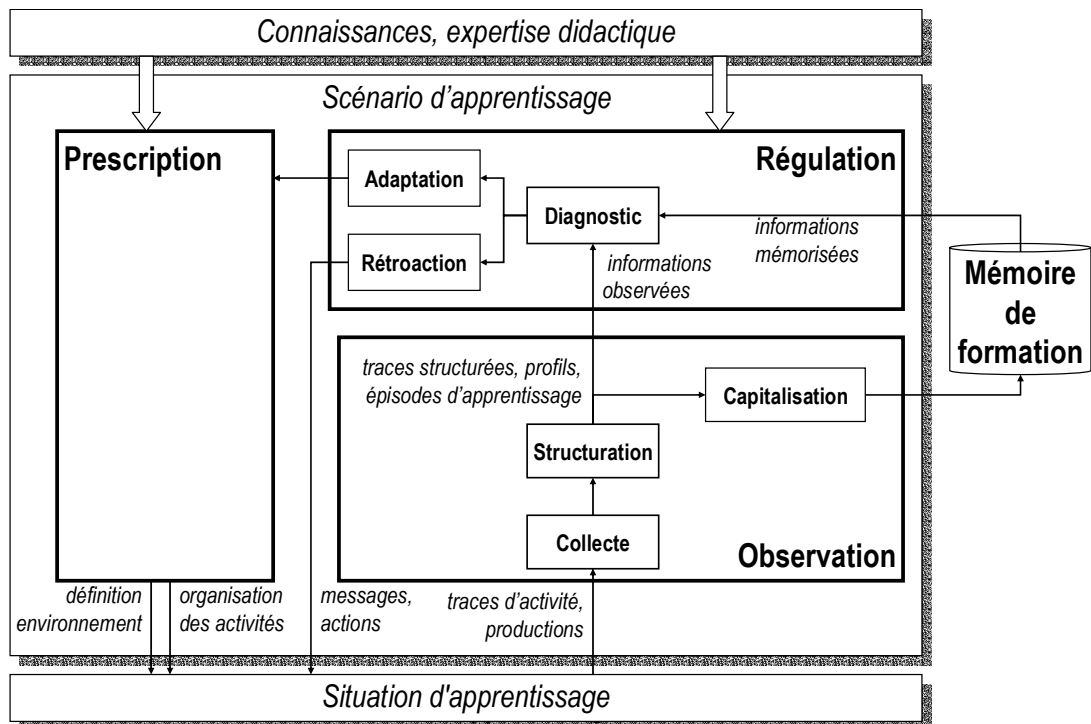 Connaissances, expertise didactique
Scénario d'apprentissage
Prescription
Régulation
Adaptation
Diagnostic
Rétroaction
informations
mémorisées
informations
observées
Mémoire
de
formation
traces structurées, profils,
épisodes d'apprentissage
Capitalisation
Structuration
Collecte
Observation
définition
environnement
organisation
des activités
messages,
actions
traces d'activité,
productions
Situation d'apprentissage